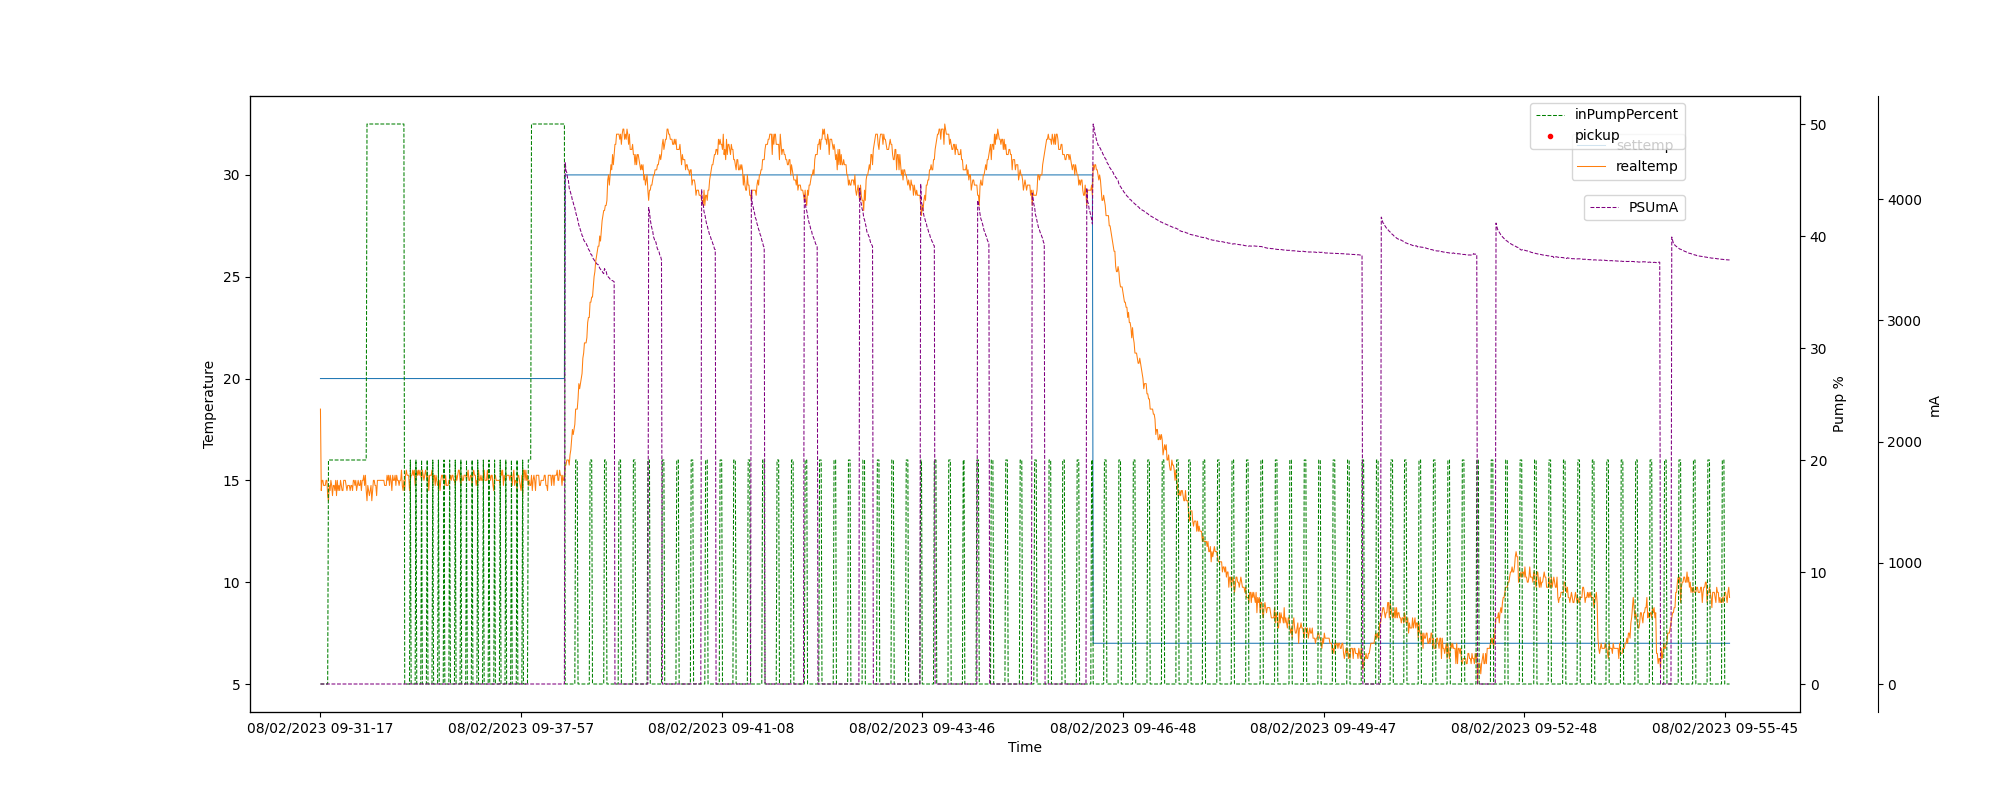 inPumpPercent
pickup
settemp
realtemp
PSUmA
30
25
20
15
10
5
Temperature
50
40
30
20
10
0
Pump %
4000
3000
2000
1000
0
mA
08/02/2023 09-31-17
08/02/2023 09-37-57
08/02/2023 09-41-08
08/02/2023 09-43-46
08/02/2023 09-46-48
08/02/2023 09-49-47
08/02/2023 09-52-48
08/02/2023 09-55-45
Time